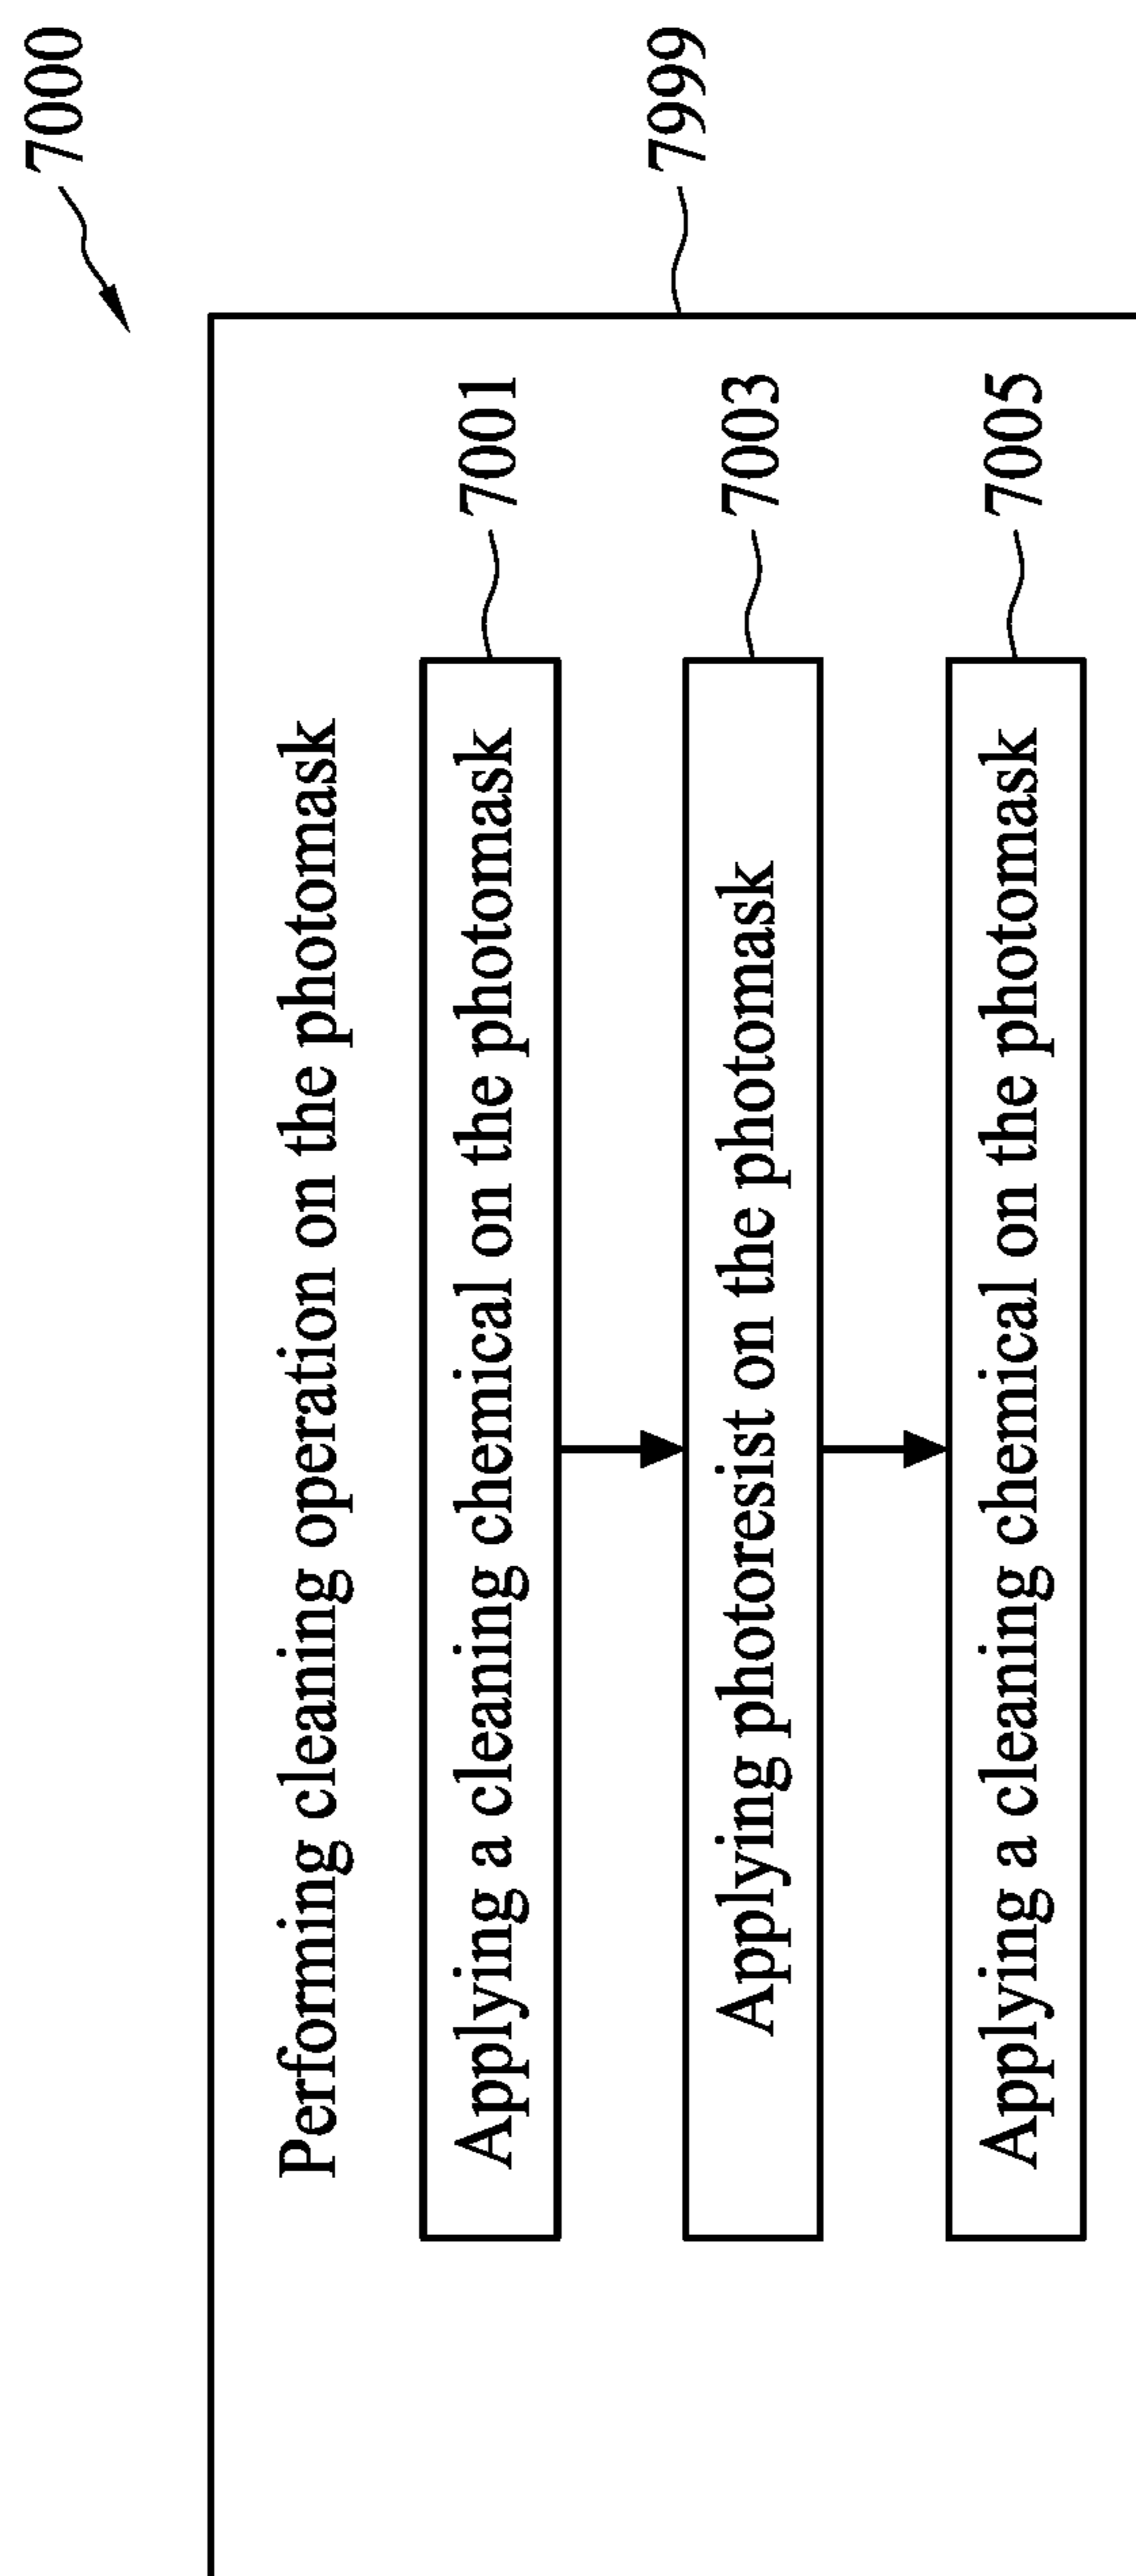 7000
7999
Performing cleaning operation on the photomask
7001
Applying a cleaning chemical on the photomask
7003
Applying photoresist on the photomask
7005
Applying a cleaning chemical on the photomask